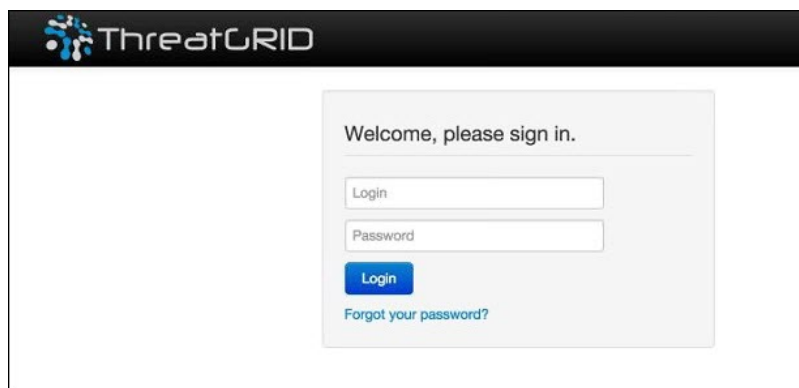 ThreatGRID
Welcome, please sign in.
Login
Password
Login
Forgot your password?